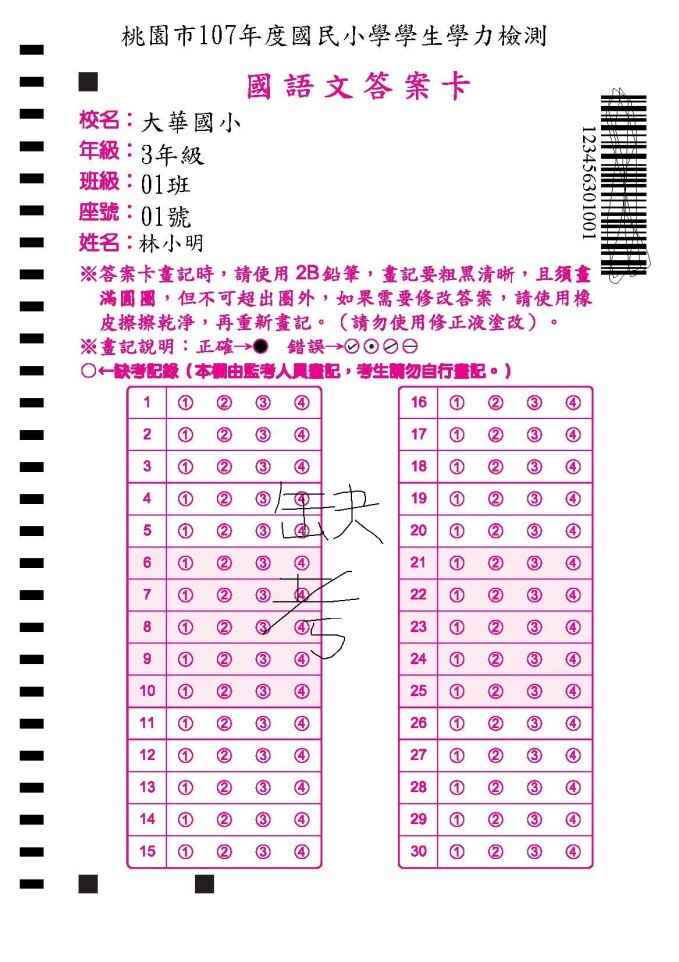 桃園市107年度國民小學學生學力檢測
國語文答案卡
校名：大華國小
年級：3年級
班級：01班
座號：01號
姓名：林小明
123456301001
※答案卡畫記時，請使用 2B 鉛筆，畫記要粗黑清晰，且須畫
滿圓圈，但不可超出圈外，如果需要修改答案，請使用橡
皮擦擦乾淨，再重新畫記。（請勿使用修正液塗改）。
※畫記說明：正確→● 錯誤→
○←缺考記錄（本欄由監考人員畫記，考生請勿自行畫記。）
1 ① ② ③ ④ 16 ① ② ③ ④
2 ① ② ③ ④ 17 ① ② ③ ④
3 ① ② ③ ④ 18 ① ② ③ ④
4 ① ② ③ ④ 19 ① ② ③ ④
5 ① ② ③ ④ 20 ① ② ③ ④
缺
6 ① ② ③ ④ 21 ① ② ③ ④
7 ① ② ③ ④ 22 ① ② ③ ④
8 ① ② ③ ④ 23 ① ② ③ ④
考
9 ① ② ③ ④ 24 ① ② ③ ④
10 ① ② ③ ④ 25 ① ② ③ ④
11 ① ② ③ ④ 26 ① ② ③ ④
12 ① ② ③ ④ 27 ① ② ③ ④
13 ① ② ③ ④ 28 ① ② ③ ④
14 ① ② ③ ④ 29 ① ② ③ ④
15 ① ② ③ ④ 30 ① ② ③ ④